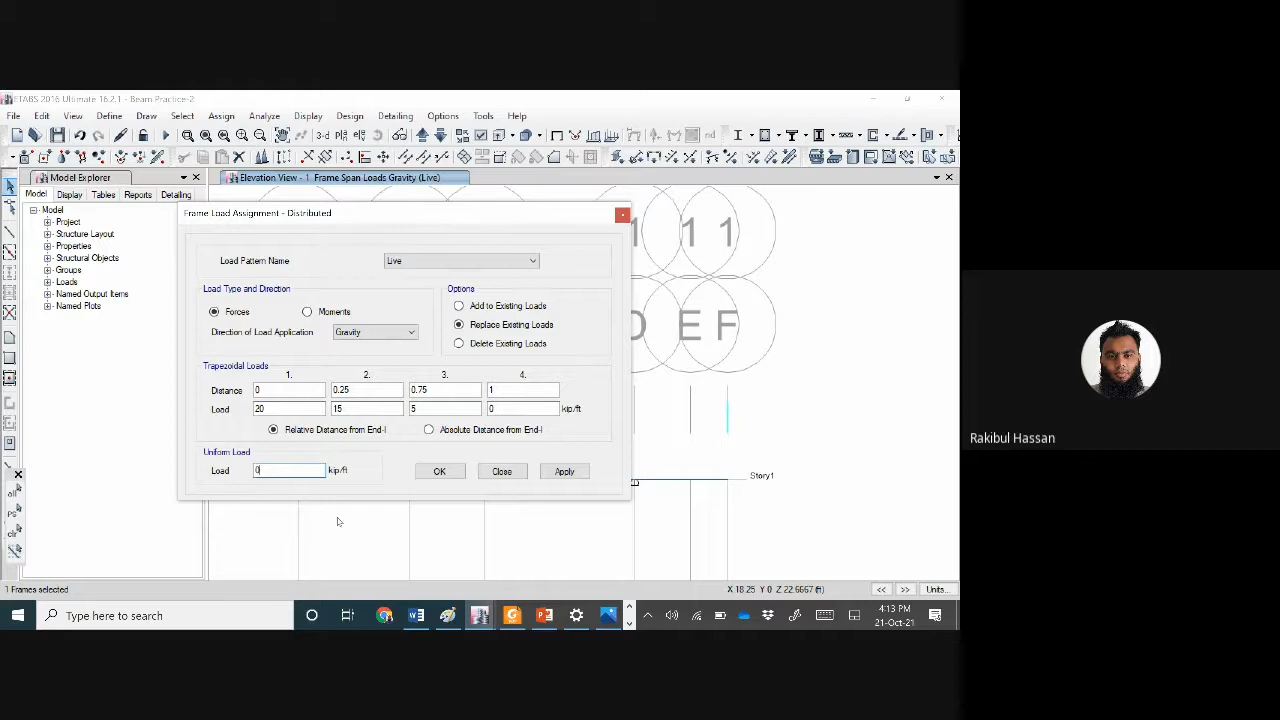 ETABS 2016 Ultimate 16.2.1 - Beam Practice-2
File Edit View Define Draw Select Assign Analyze Display Design Detailing Options Tools Help
3-d
nd
Model Explorer
Elevation View - 1 Frame Span Loads Gravity (Live)
Model Display Tables Reports Detailing
Model
Project
Structure Layout
Properties
Structural Objects
Groups
Loads
Named Output Items
Named Plots
Frame Load Assignment - Distributed
Load Pattern Name Live
Load Type and Direction
Forces Moments
Direction of Load Application Gravity
Options
Add to Existing Loads
Replace Existing Loads
Delete Existing Loads
Trapezoidal Loads
1. 2. 3. 4.
Distance 0 0.25 0.75 1
Load 20 15 5 0 kip/ft
Relative Distance from End-I Absolute Distance from End-I
Uniform Load
Load 0 kip/ft
OK Close Apply
1 1 1
D E F
Story1
all
PS
clr
1 Frames selected
X 18.25 Y 0 Z 22.6667 (ft)
<< >> Units...
Type here to search
4:13 PM
21-Oct-21
Rakibul Hassan